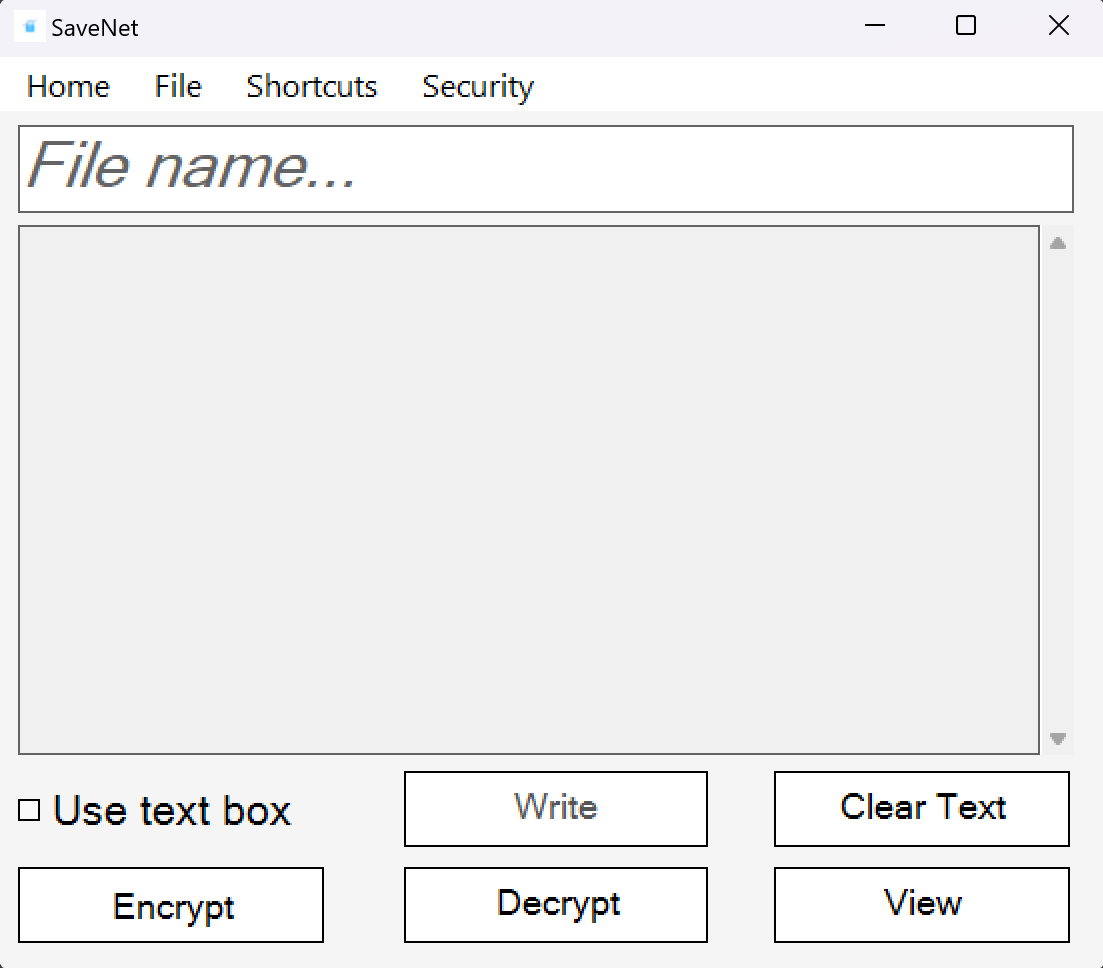 SaveNet
Home File Shortcuts Security
File name...
Use text box Write Clear Text
Encrypt Decrypt View